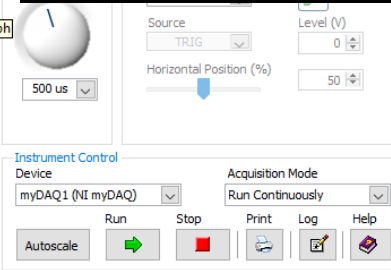 ph
Source
Level (V)
TRIG
0
Horizontal Position (%)
500 us
50
Instrument Control
Device
Acquisition Mode
myDAQ1 (NI myDAQ)
Run Continuously
Run
Stop
Print
Log
Help
Autoscale